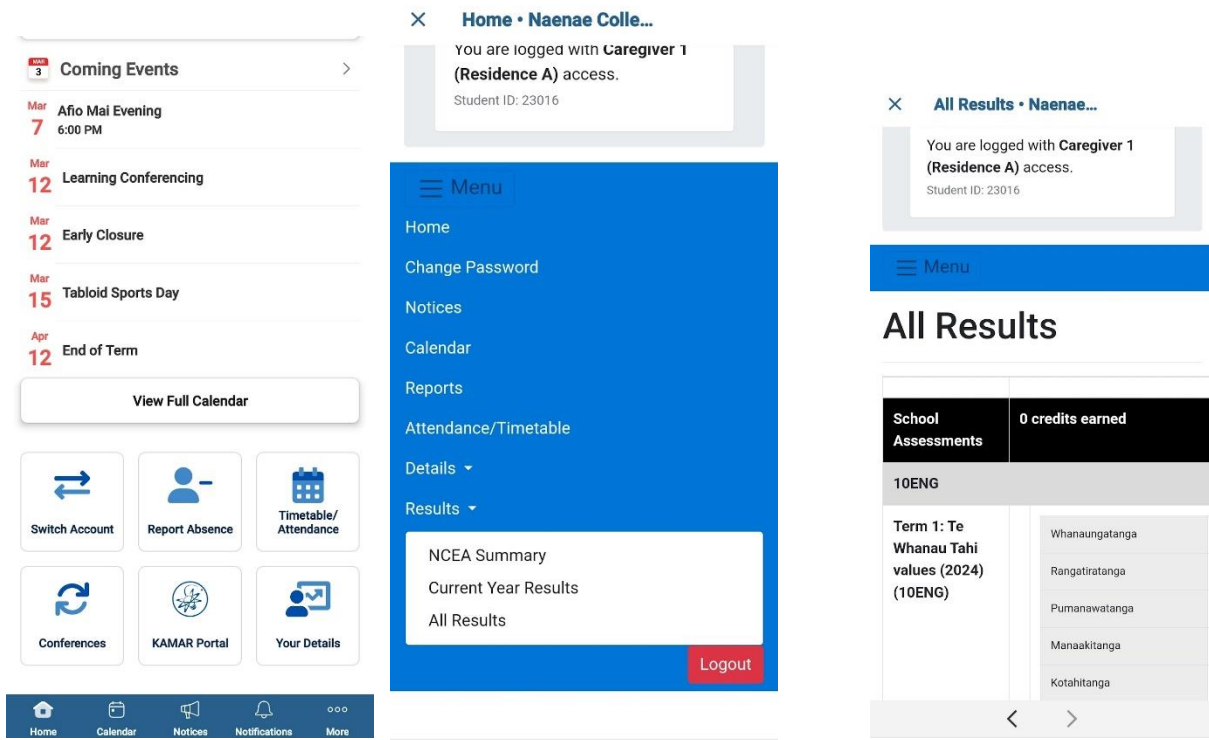 MAR
3
Coming Events
Mar
7
Afio Mai Evening
6:00 PM
Mar
12
Learning Conferencing
Mar
12
Early Closure
Mar
15
Tabloid Sports Day
Apr
12
End of Term
View Full Calendar
Switch Account
Report Absence
Timetable/
Attendance
Conferences
KAMAR Portal
Your Details
Home
Calendar
Notices
Notifications
More
Home • Naenae Colle...
You are logged with Caregiver 1
(Residence A) access.
Student ID: 23016
Menu
Home
Change Password
Notices
Calendar
Reports
Attendance/Timetable
Details
Results
NCEA Summary
Current Year Results
All Results
Logout
All Results • Naenae...
You are logged with Caregiver 1
(Residence A) access.
Student ID: 23016
Menu
All Results
School
Assessments
0 credits earned
10ENG
Term 1: Te
Whanau Tahi
values (2024)
(10ENG)
Whanaungatanga
Rangatiratanga
Pumanawatanga
Manaakitanga
Kotahitanga